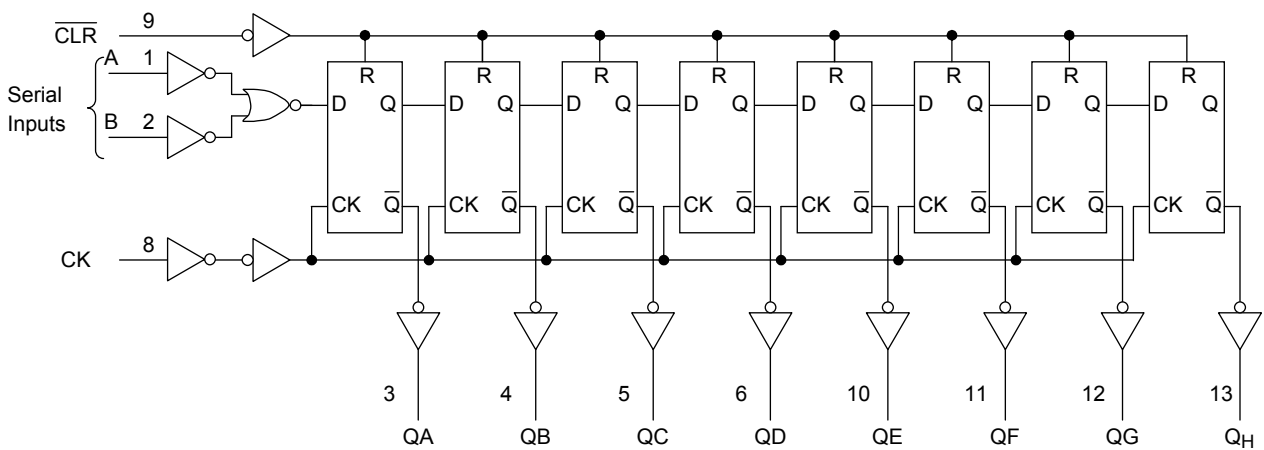 C̅L̅R̅ 9
A 1
Serial
Inputs
B 2
R R R R R R R R
D Q D Q D Q D Q D Q D Q D Q D Q
CK Q̅ CK Q̅ CK Q̅ CK Q̅ CK Q̅ CK Q̅ CK Q̅ CK Q̅
CK 8
3 4 5 6 10 11 12 13
QA QB QC QD QE QF QG QH